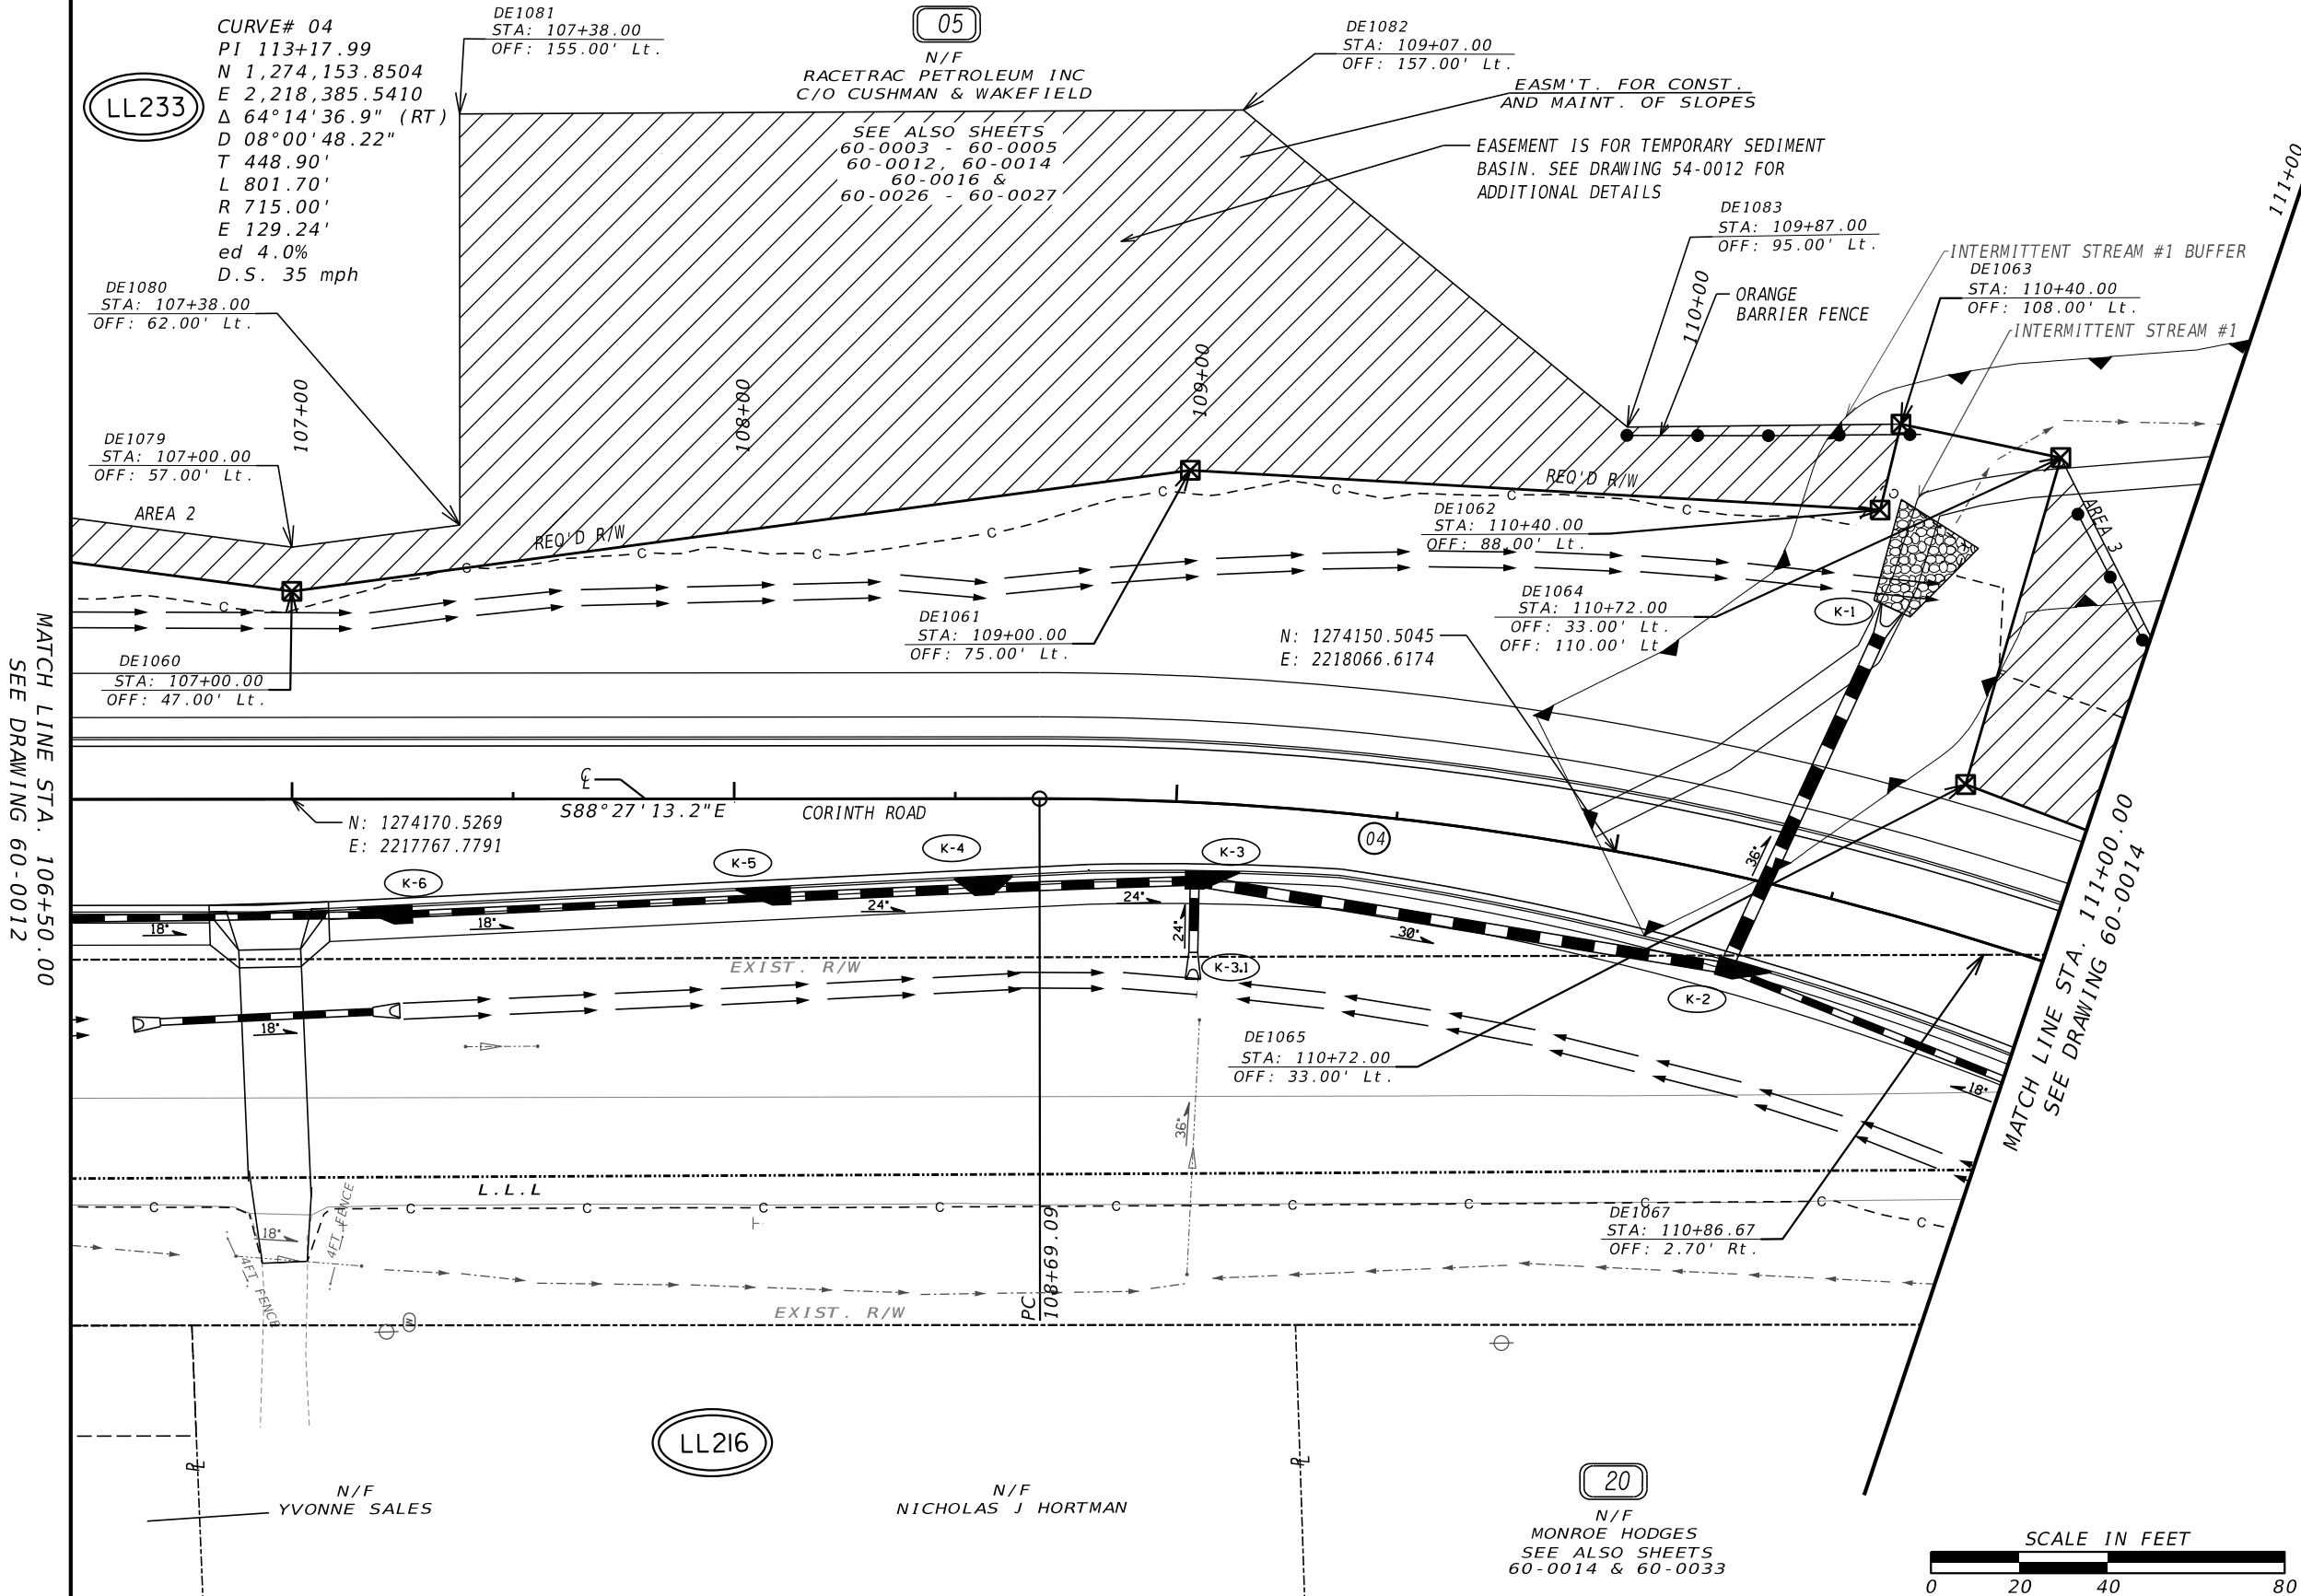 CURVE# 04
PI 113+17.99
N 1,274,153.8504
E 2,218,385.5410
Δ 64°14'36.9" (RT)
D 08°00'48.22"
T 448.90'
L 801.70'
R 715.00'
E 129.24'
ed 4.0%
D.S. 35 mph
LL233
DE1081
STA: 107+38.00
OFF: 155.00' Lt.
05
N/F
RACETRAC PETROLEUM INC
C/O CUSHMAN & WAKEFIELD
SEE ALSO SHEETS
60-0003 - 60-0005
60-0012, 60-0014
60-0016 &
60-0026 - 60-0027
DE1082
STA: 109+07.00
OFF: 157.00' Lt.
EASM'T. FOR CONST.
AND MAINT. OF SLOPES
EASEMENT IS FOR TEMPORARY SEDIMENT
BASIN. SEE DRAWING 54-0012 FOR
ADDITIONAL DETAILS
DE1083
STA: 109+87.00
OFF: 95.00' Lt.
INTERMITTENT STREAM #1 BUFFER
DE1063
STA: 110+40.00
OFF: 108.00' Lt.
INTERMITTENT STREAM #1
ORANGE
BARRIER FENCE
111+00
110+00
109+00
108+00
107+00
DE1080
STA: 107+38.00
OFF: 62.00' Lt.
DE1079
STA: 107+00.00
OFF: 57.00' Lt.
AREA 2
REQ'D R/W
REQ'D R/W
AREA 3
C
C
C
C
C
C
C
C
C
C
DE1062
STA: 110+40.00
OFF: 88.00' Lt.
DE1064
STA: 110+72.00
OFF: 33.00' Lt.
OFF: 110.00' Lt.
K-1
DE1061
STA: 109+00.00
OFF: 75.00' Lt.
N: 1274150.5045
E: 2218066.6174
DE1060
STA: 107+00.00
OFF: 47.00' Lt.
MATCH LINE STA. 106+50.00
SEE DRAWING 60-0012
℄
S88°27'13.2"E
CORINTH ROAD
N: 1274170.5269
E: 2217767.7791
04
K-6
K-5
K-4
K-3
36"
18"
18"
24"
24"
24"
30"
K-3.1
K-2
EXIST. R/W
18"
18"
DE1065
STA: 110+72.00
OFF: 33.00' Lt.
36"
MATCH LINE STA. 111+00.00
SEE DRAWING 60-0014
L.L.L
C
C
C
C
C
C
C
C
C
C
C
18"
4FT FENCE
4FT. FENCE
W
DE1067
STA: 110+86.67
OFF: 2.70' Rt.
PC
108+69.09
EXIST. R/W
PL
PL
LL216
N/F
YVONNE SALES
N/F
NICHOLAS J HORTMAN
20
N/F
MONROE HODGES
SEE ALSO SHEETS
60-0014 & 60-0033
SCALE IN FEET
0 20 40 80